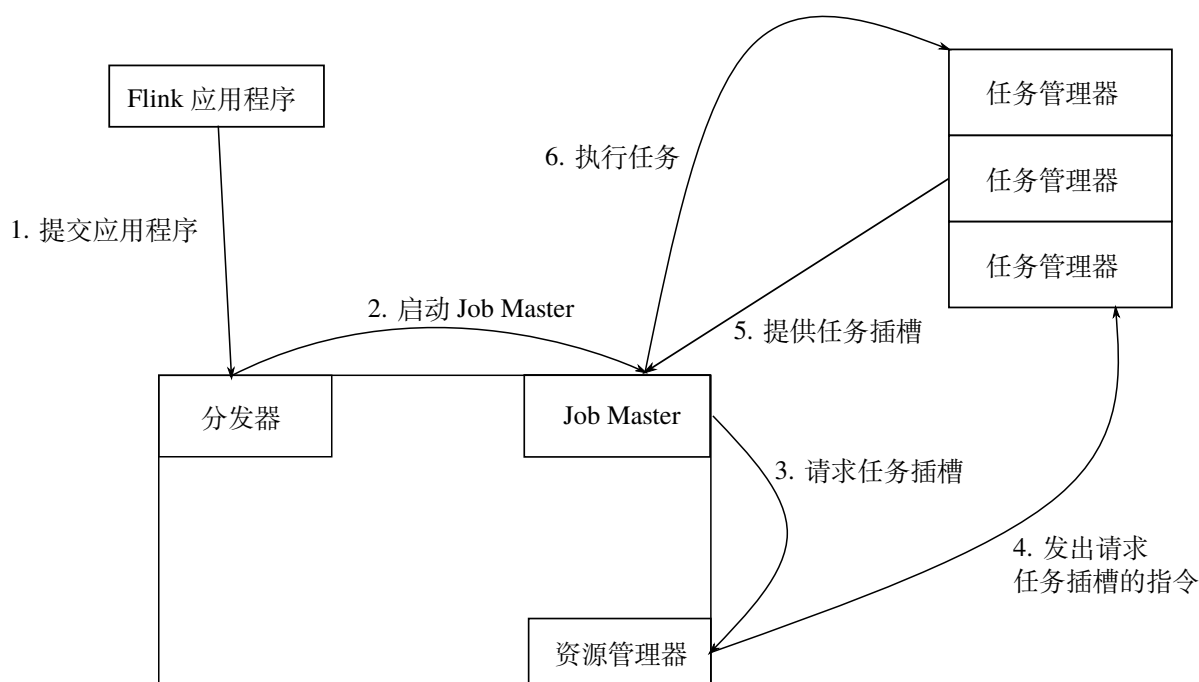 Flink 应用程序
任务管理器
6. 执行任务
任务管理器
1. 提交应用程序
任务管理器
2. 启动 Job Master
5. 提供任务插槽
分发器
Job Master
3. 请求任务插槽
4. 发出请求
任务插槽的指令
资源管理器